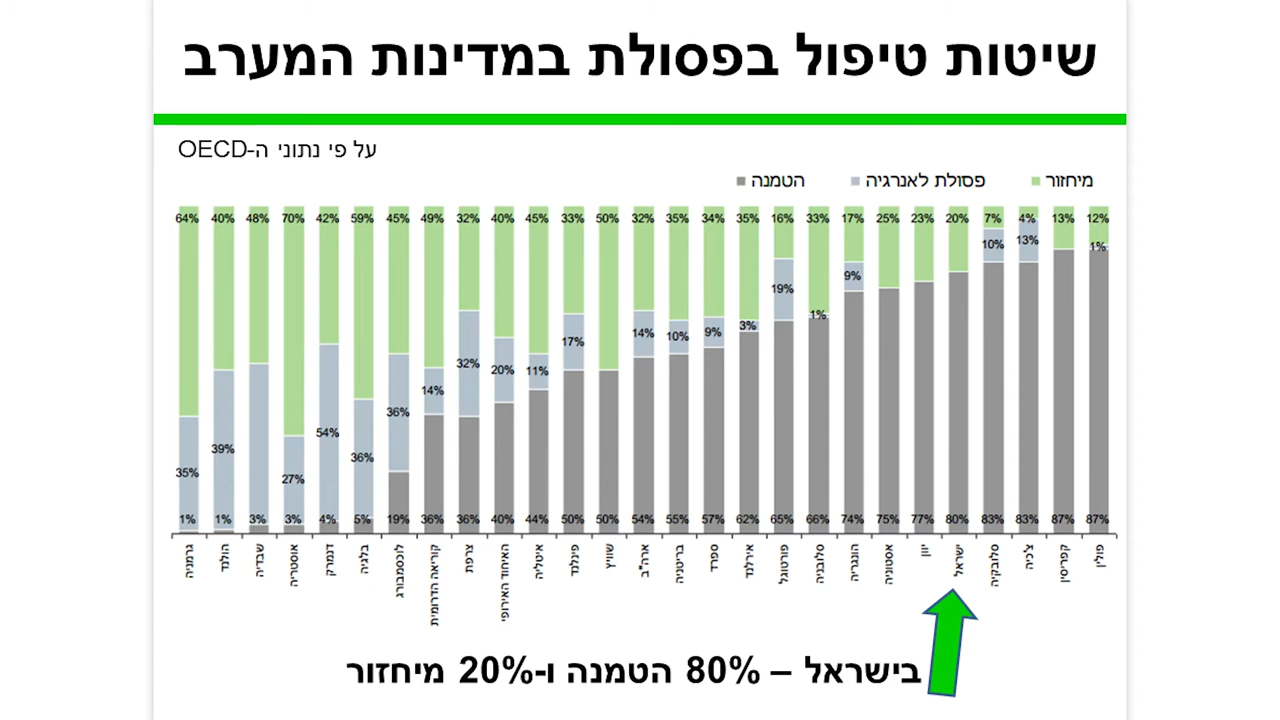 שיטות טיפול בפסולת במדינות המערב
על פי נתוני ה-OECD
מיחזור פסולת לאנרגיה הטמנה
64% 40% 48% 70% 42% 59% 45% 49% 32% 40% 45% 33% 50% 32% 35% 34% 35% 16% 33% 17% 25% 23% 20% 7% 4% 13% 12%
35% 39% 27% 54% 36% 36% 14% 32% 20% 11% 17% 14% 10% 9% 3% 19% 1% 9% 10% 13% 1%
1% 1% 3% 3% 4% 5% 19% 36% 36% 40% 44% 50% 50% 54% 55% 57% 62% 65% 66% 74% 75% 77% 80% 83% 83% 87% 87%
גרמניה
הולנד
שבדיה
אוסטריה
דנמרק
בלגיה
לוכסמבורג
קוריאה הדרומית
צרפת
האיחוד האירופי
איטליה
פינלנד
שוויץ
ארה"ב
בריטניה
ספרד
אירלנד
פורטוגל
סלובניה
הונגריה
אסטוניה
יוון
ישראל
סלובקיה
צ'כיה
קפריסין
פולין
בישראל – 80% הטמנה ו-20% מיחזור